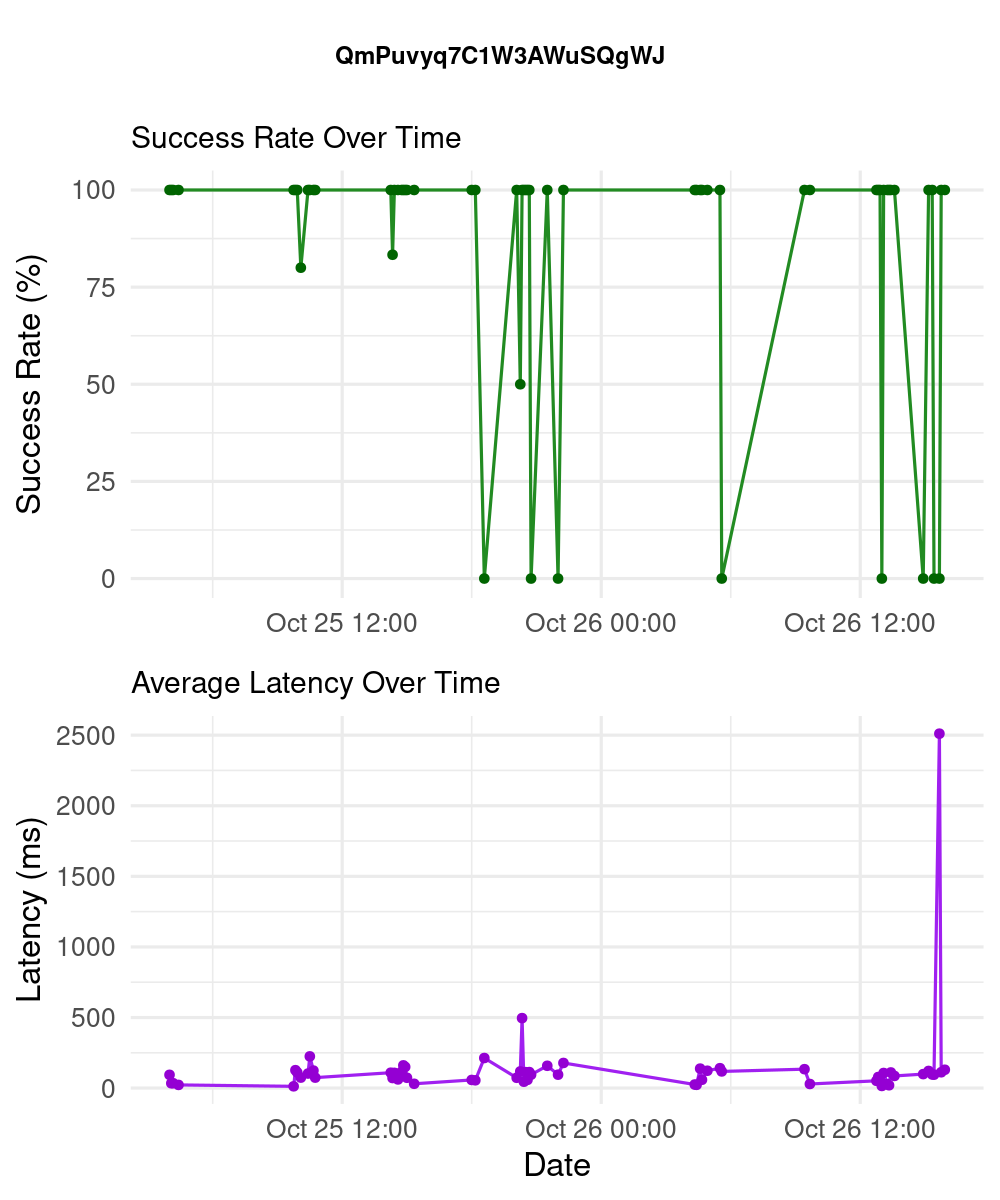 QmPuvyq7C1W3AWuSQgWJ
Success Rate Over Time
Success Rate (%)
100
75
50
25
0
Oct 25 12:00 Oct 26 00:00 Oct 26 12:00
Average Latency Over Time
Latency (ms)
2500
2000
1500
1000
500
0
Oct 25 12:00 Oct 26 00:00 Oct 26 12:00
Date